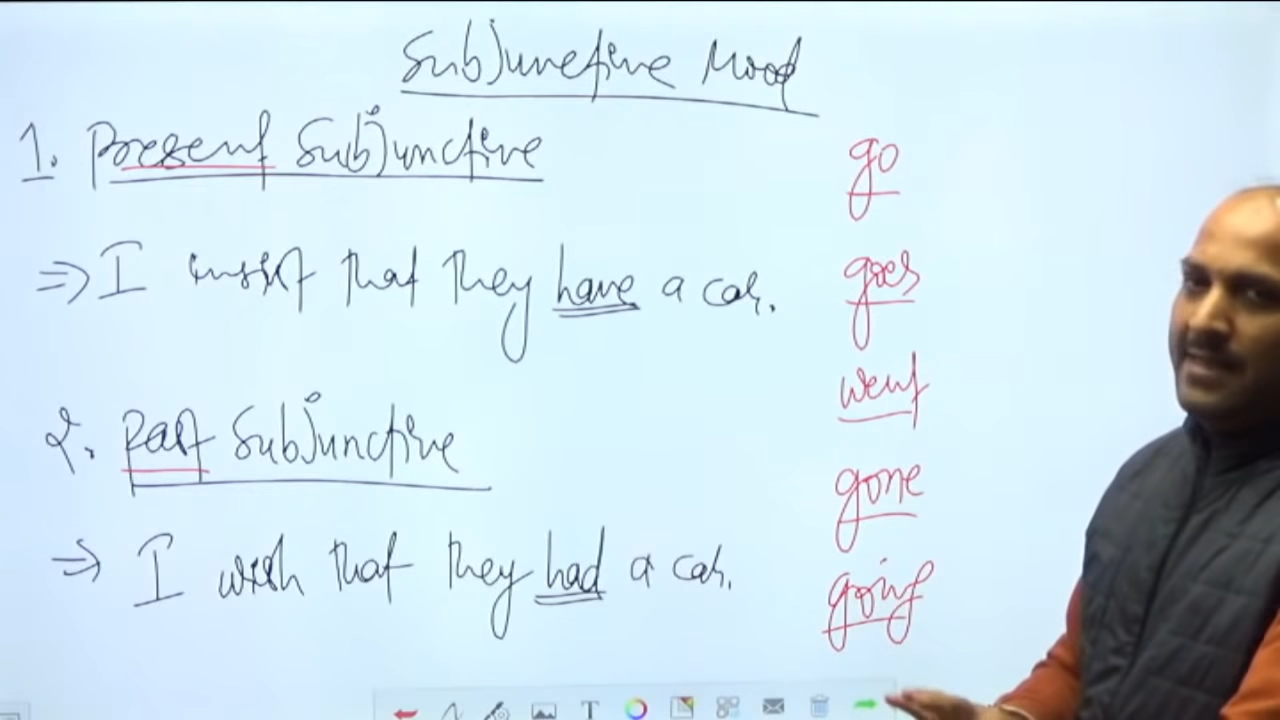 Subjunctive Mood
1. Present Subjunctive
⇒ I insist that they have a car.
2. Past Subjunctive
⇒ I wish that they had a car.
go
goes
went
gone
going
T